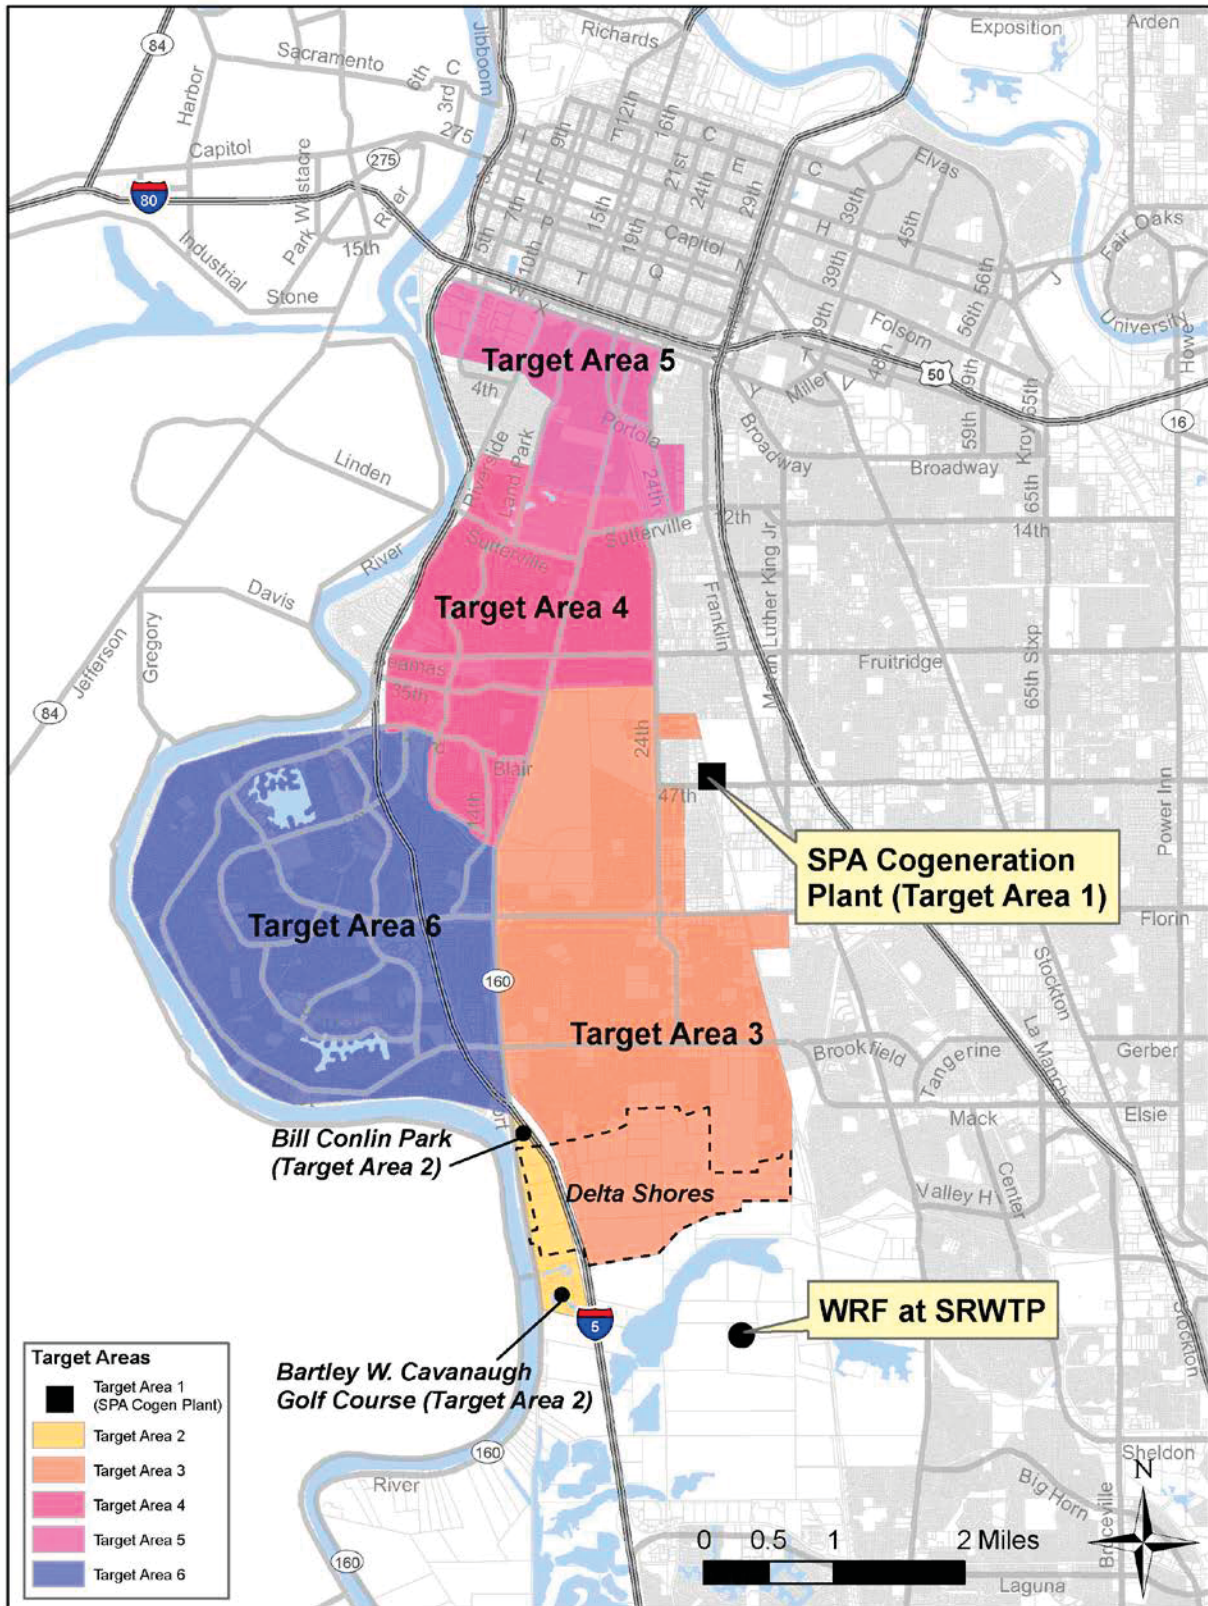 Richards
Exposition
Arden
84
Sacramento
Jibboom
6th
C
3rd
Harbor
275
Capitol
275
I
9th
12th
F
16th
C
E
21st
24th
29th
C
Elvas
L
39th
45th
H
80
Park
Westacre
River
15th
Industrial
Stone
5th
7th
10th
P
15th
19th
Capitol
T
Q
N
W
X
39th
56th
56th
J
Fair Oaks
University
Howe
Folsom
48th
59th
50
16
Miller
Y
Target Area 5
4th
Portola
Riverside
Land Park
24th
Broadway
Broadway
59th
Kroy
65th
65th
Linden
Sutterville
Sutterville
12th
14th
River
Davis
Gregory
Jefferson
84
Target Area 4
Franklin
Martin Luther King Jr
Fruitridge
65th Stxp
Seamas
35th
24th
Blair
14th
47th
Power Inn
SPA Cogeneration
Plant (Target Area 1)
Florin
Target Area 6
160
Stockton
La Mancha
Target Area 3
Brookfield
Tangerine
Gerber
Mack
Elsie
Bill Conlin Park
(Target Area 2)
Delta Shores
Valley H
Center
WRF at SRWTP
5
Stockton
Bartley W. Cavanaugh
Golf Course (Target Area 2)
160
River
160
Sheldon
Big Horn
Bruceville
Laguna
Target Areas
Target Area 1
(SPA Cogen Plant)
Target Area 2
Target Area 3
Target Area 4
Target Area 5
Target Area 6
N
0 0.5 1 2 Miles